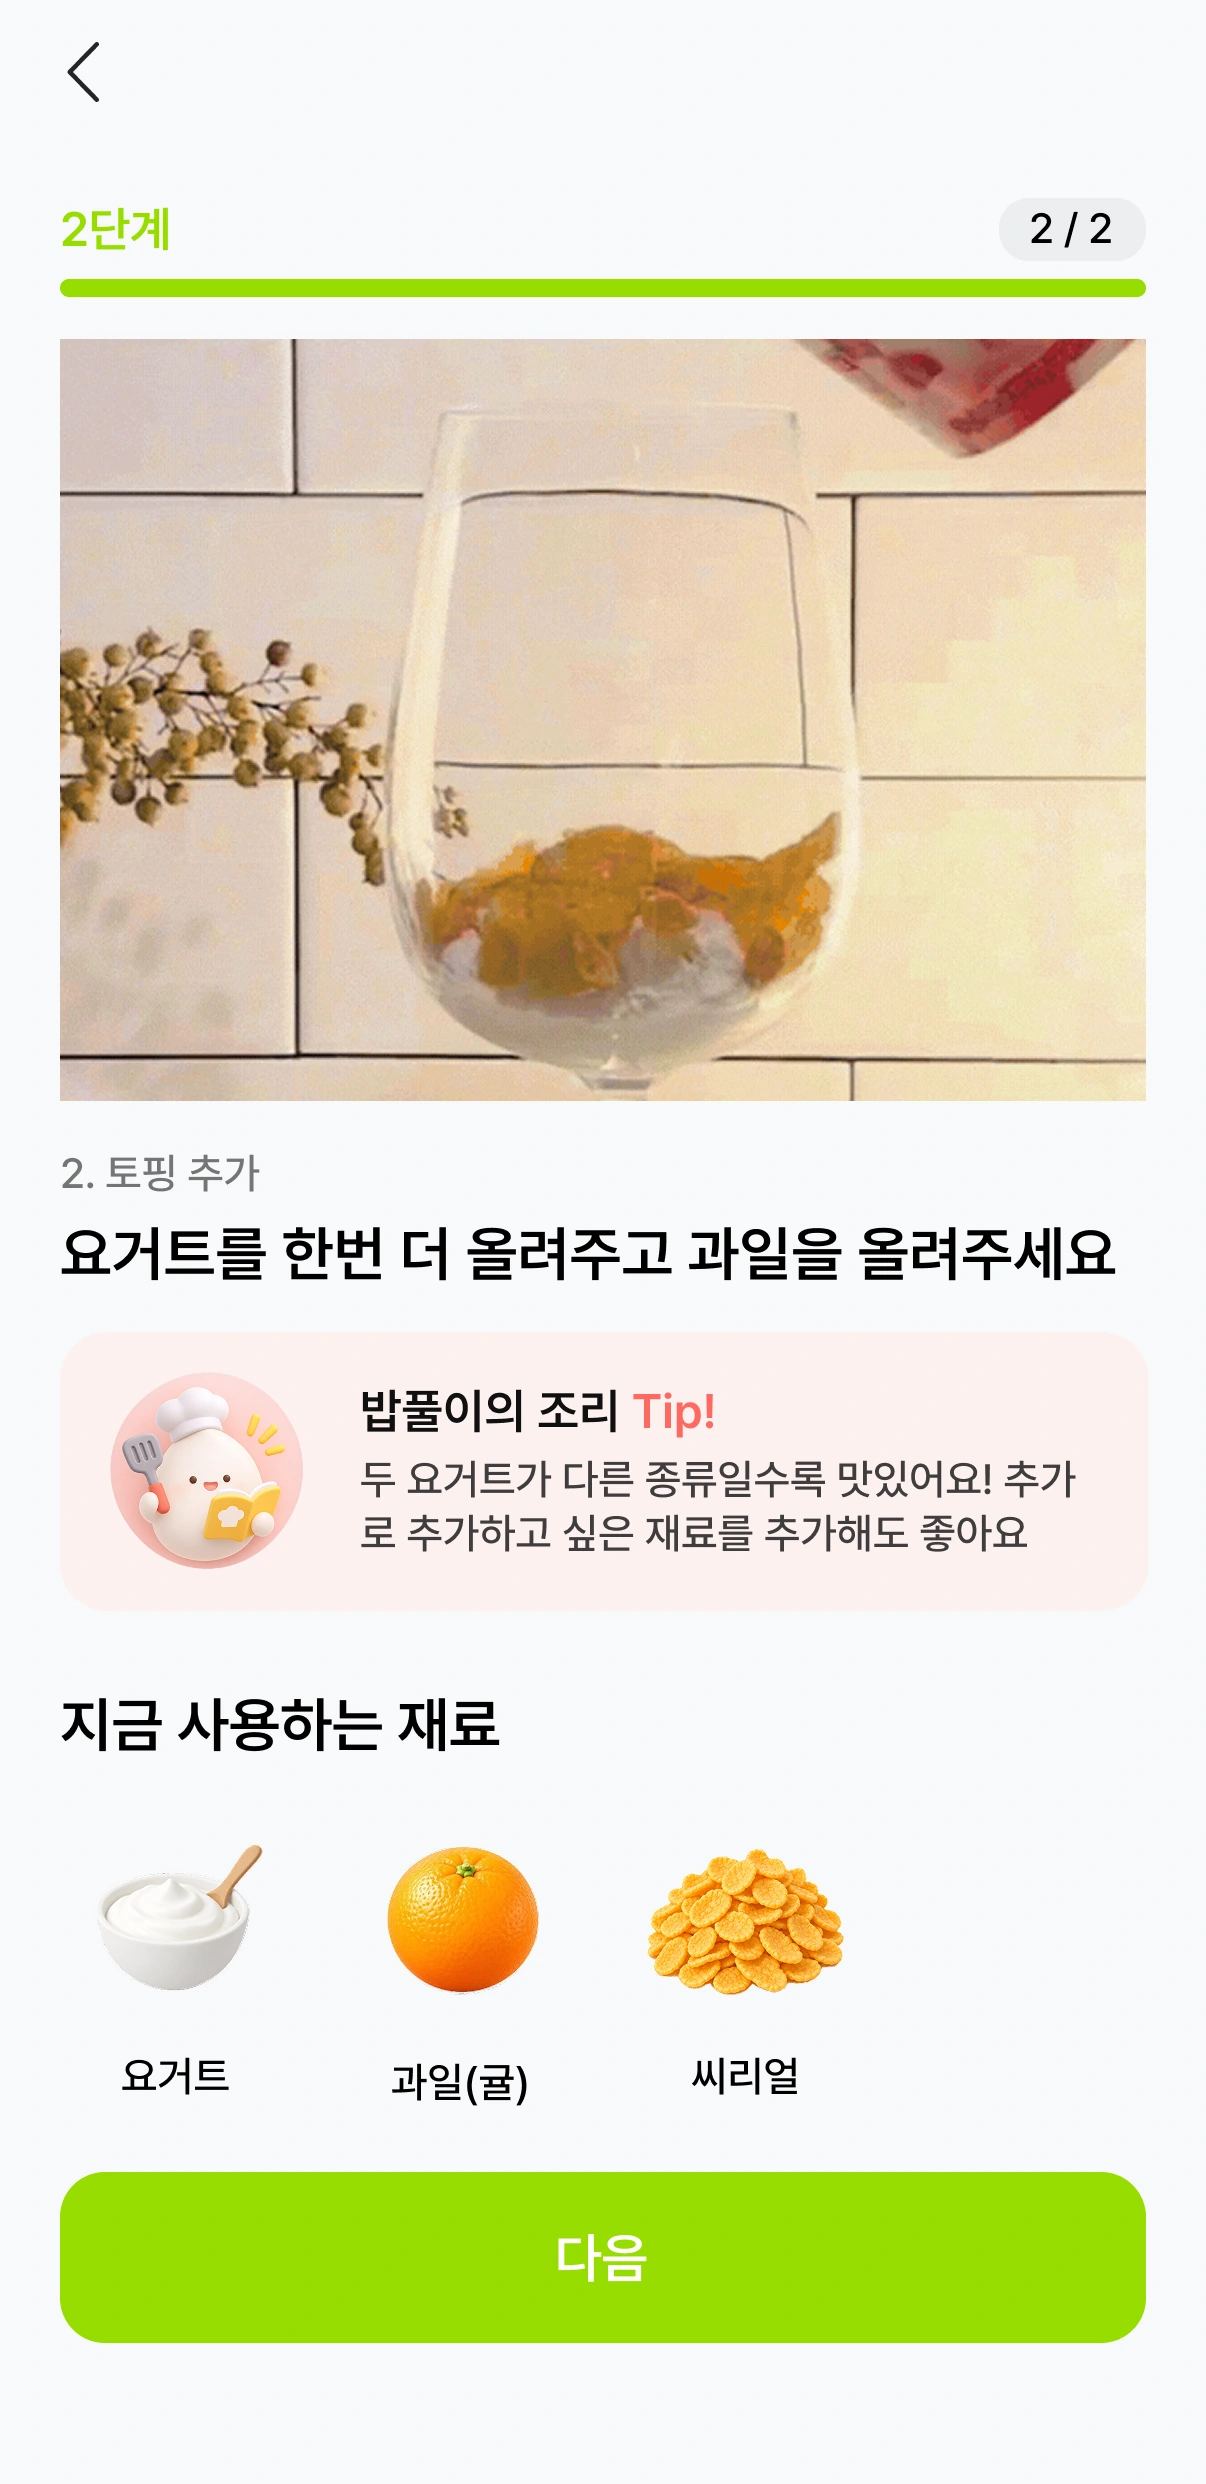 2단계
2 / 2
2. 토핑 추가
요거트를 한번 더 올려주고 과일을 올려주세요
밥풀이의 조리 Tip!
두 요거트가 다른 종류일수록 맛있어요! 추가
로 추가하고 싶은 재료를 추가해도 좋아요
지금 사용하는 재료
요거트
과일(귤)
씨리얼
다음